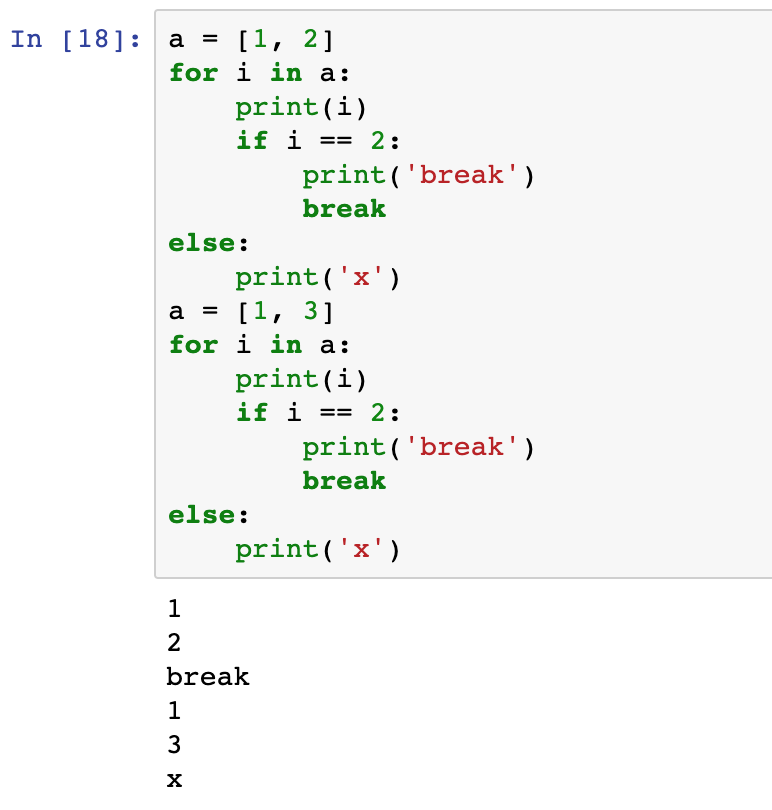 In [18]: a = [1, 2]
for i in a:
    print(i)
    if i == 2:
        print('break')
        break
else:
    print('x')
a = [1, 3]
for i in a:
    print(i)
    if i == 2:
        print('break')
        break
else:
    print('x')
1
2
break
1
3
x